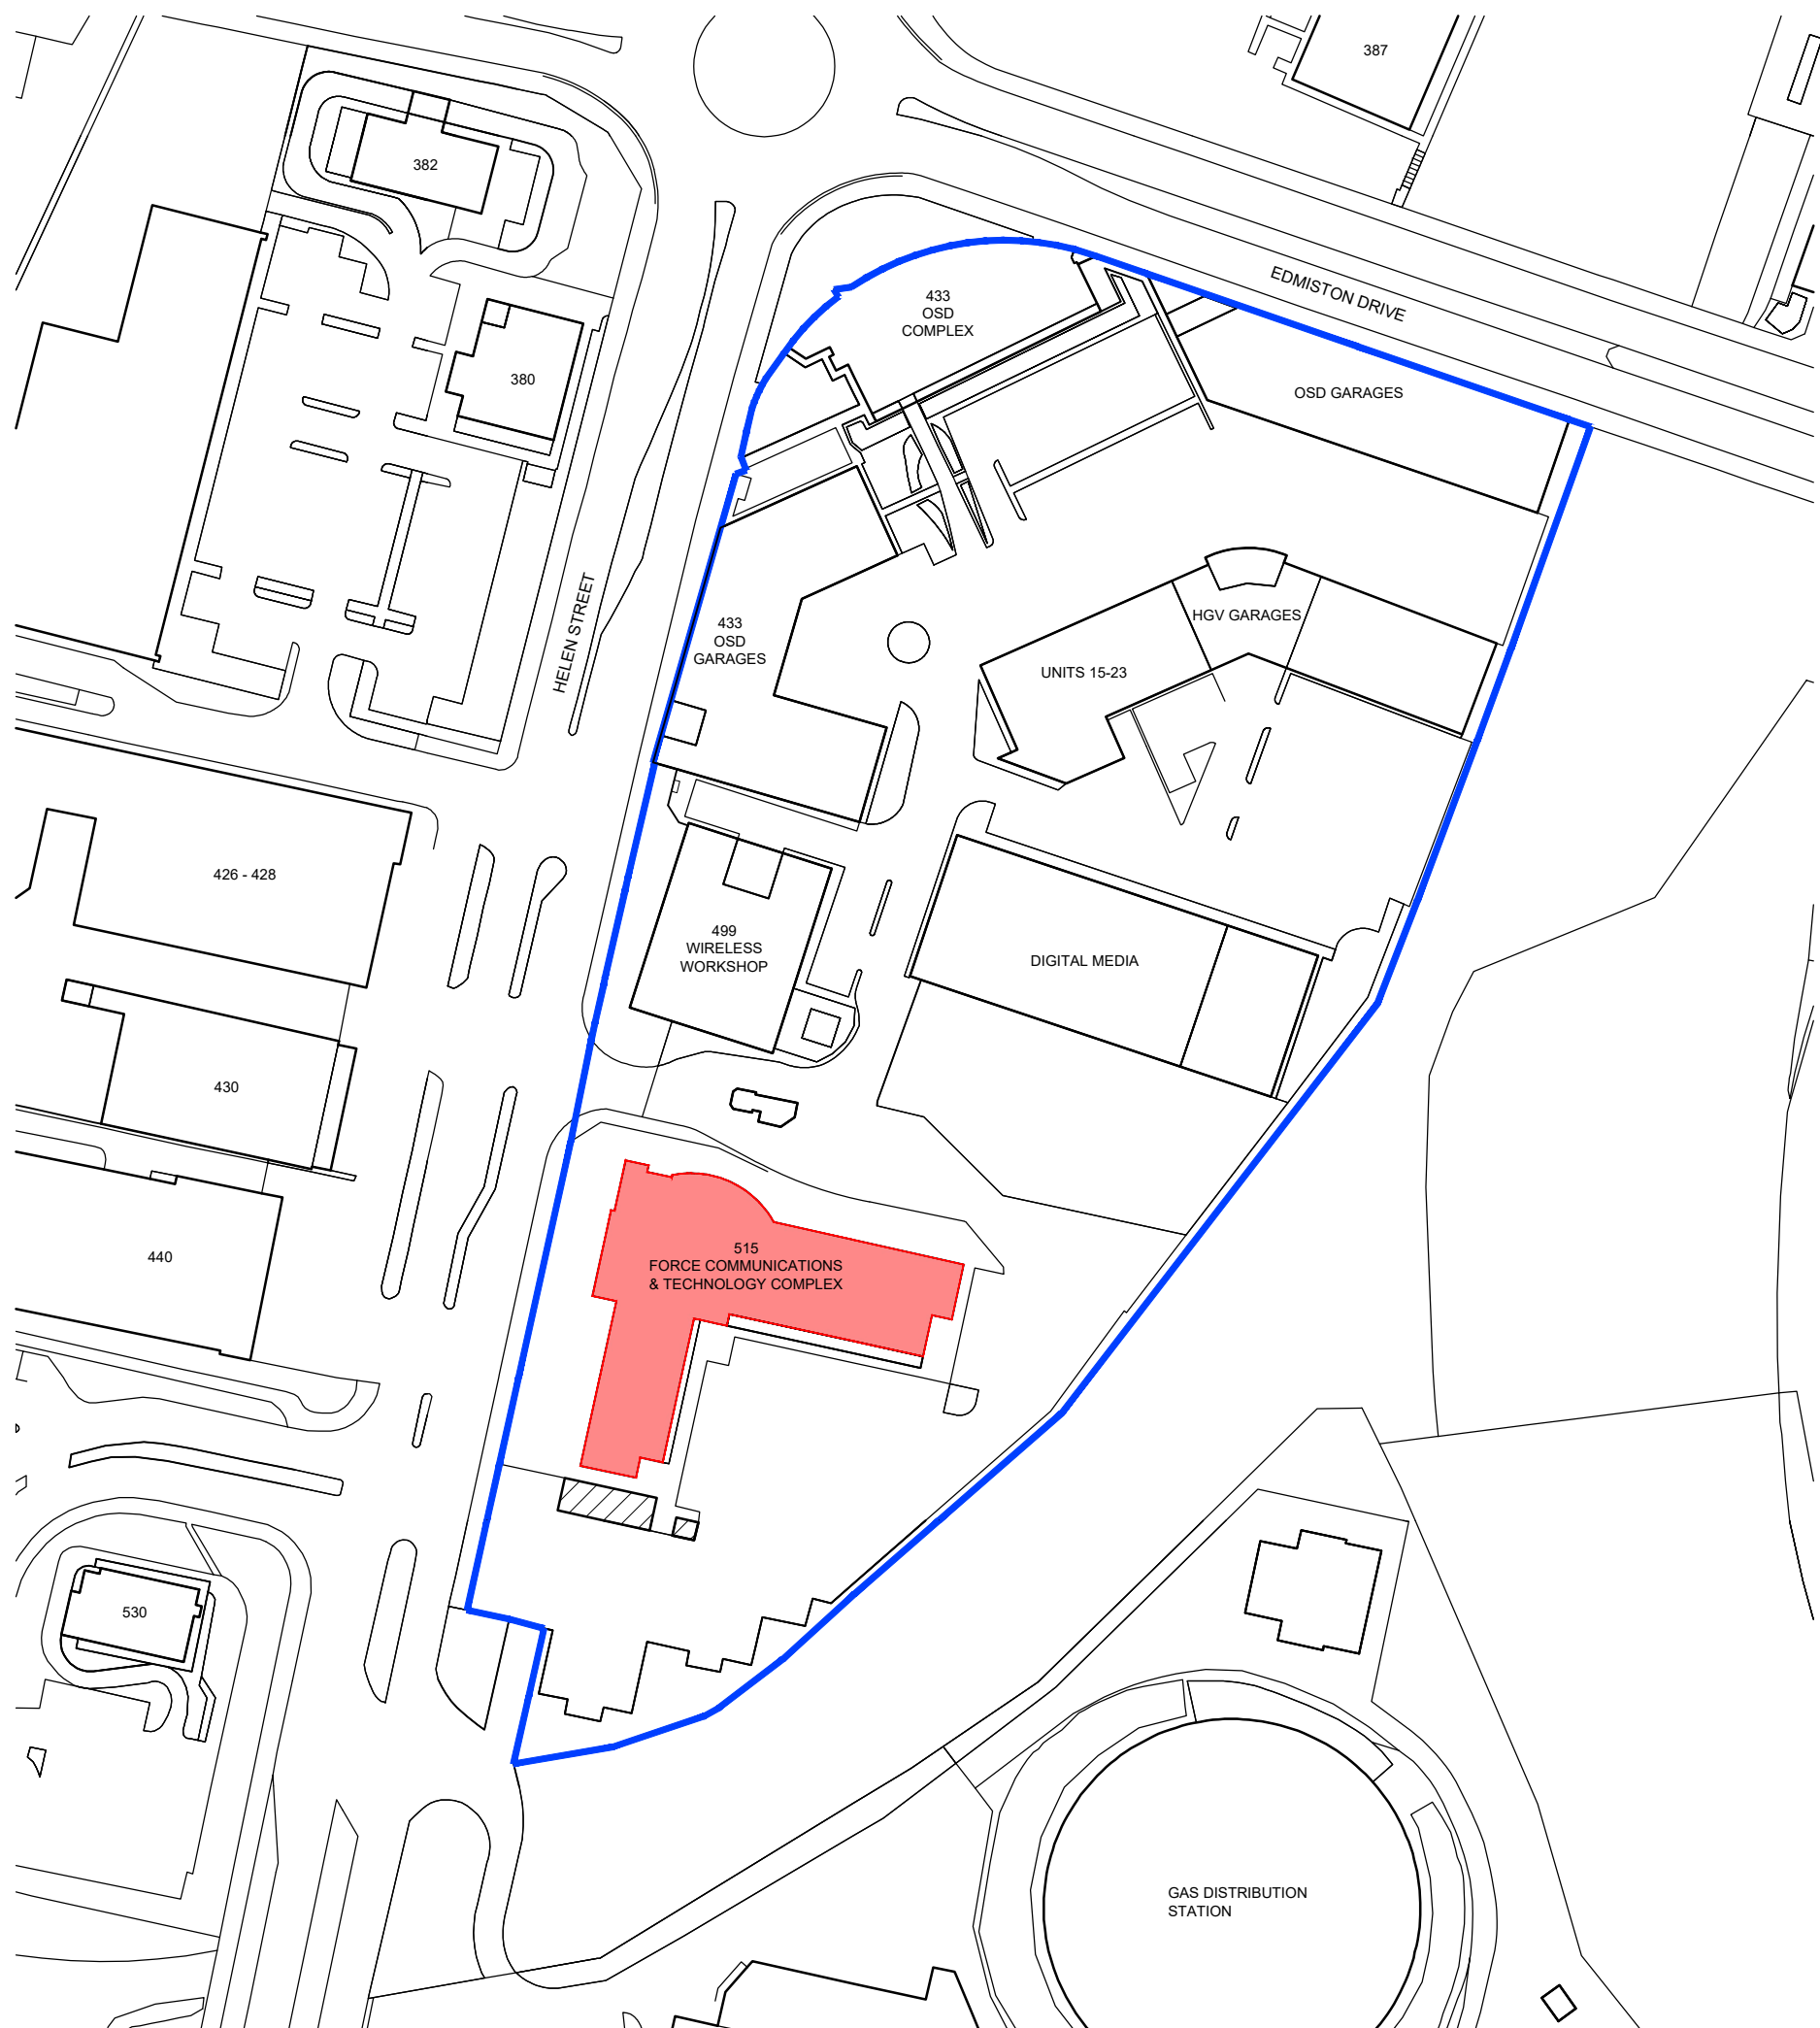 387
382
433
OSD
COMPLEX
EDMISTON DRIVE
380
OSD GARAGES
HELEN STREET
433
OSD
GARAGES
HGV GARAGES
UNITS 15-23
426 - 428
499
WIRELESS
WORKSHOP
DIGITAL MEDIA
430
440
515
FORCE COMMUNICATIONS
& TECHNOLOGY COMPLEX
530
GAS DISTRIBUTION
STATION